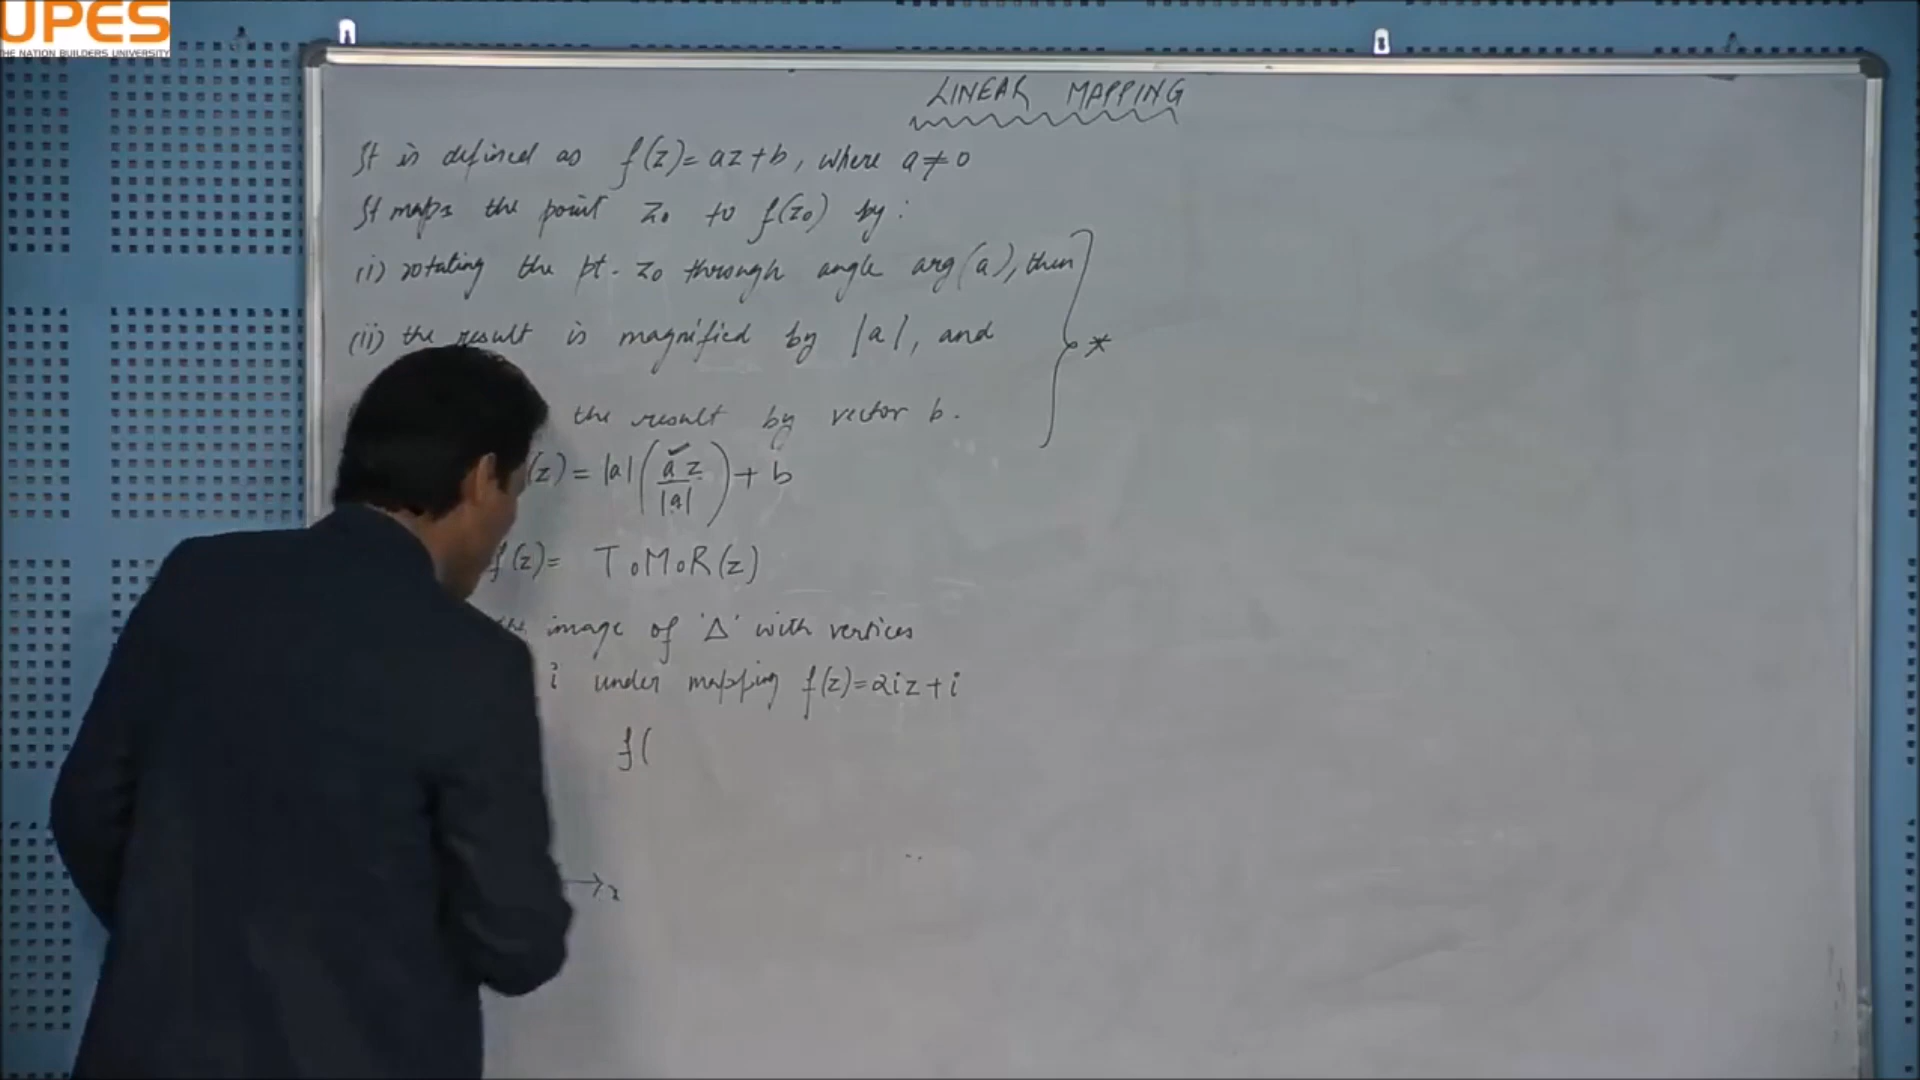 UPES
THE NATION BUILDERS UNIVERSITY
LINEAR MAPPING
It is defined as f(z)=az+b, where a≠0
It maps the point z₀ to f(z₀) by:
(i) rotating the pt. z₀ through angle arg(a), then
(ii) the result is magnified by |a|, and
the result by vector b.
(z) = |a| (a z / |a|) + b
f(z) = ToMoR(z)
the image of 'Δ' with vertices
i under mapping f(z)=2iz+i
f(
x